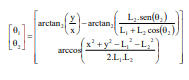 [θ₁ θ₂] = [arctan₂(y/x) − arctan₂(L₂.sen(θ₂) / L₁ + L₂ cos(θ₂))
arccos(x² + y² − L₁² − L₂² / 2.L₁.L₂)]